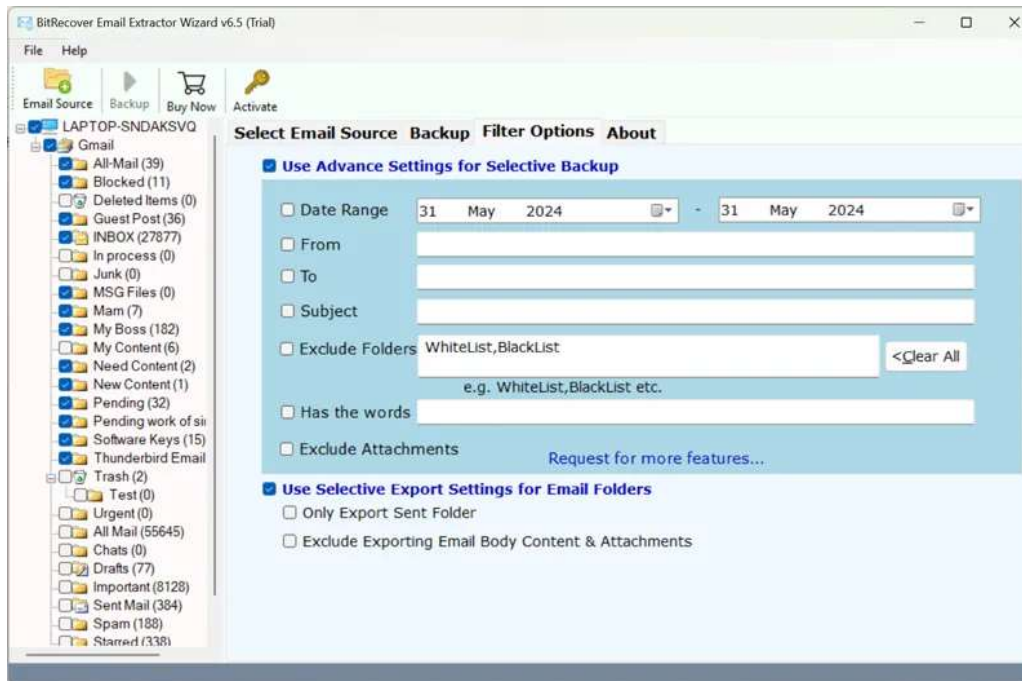 BitRecover Email Extractor Wizard v6.5 (Trial)
File Help
Email Source Backup Buy Now Activate
LAPTOP-SNDAKSVQ
Gmail
All-Mail (39)
Blocked (11)
Deleted Items (0)
Guest Post (36)
INBOX (27877)
In process (0)
Junk (0)
MSG Files (0)
Mam (7)
My Boss (182)
My Content (6)
Need Content (2)
New Content (1)
Pending (32)
Pending work of
Software Keys (15)
Thunderbird Email
Trash (2)
Test (0)
Urgent (0)
All Mail (55645)
Chats (0)
Drafts (77)
Important (8128)
Sent Mail (384)
Spam (188)
Starred (338)
Select Email Source Backup Filter Options About
Use Advance Settings for Selective Backup
Date Range 31 May 2024 - 31 May 2024
From
To
Subject
Exclude Folders WhiteList,BlackList <Clear All
e.g. WhiteList,BlackList etc.
Has the words
Exclude Attachments
Request for more features...
Use Selective Export Settings for Email Folders
Only Export Sent Folder
Exclude Exporting Email Body Content & Attachments